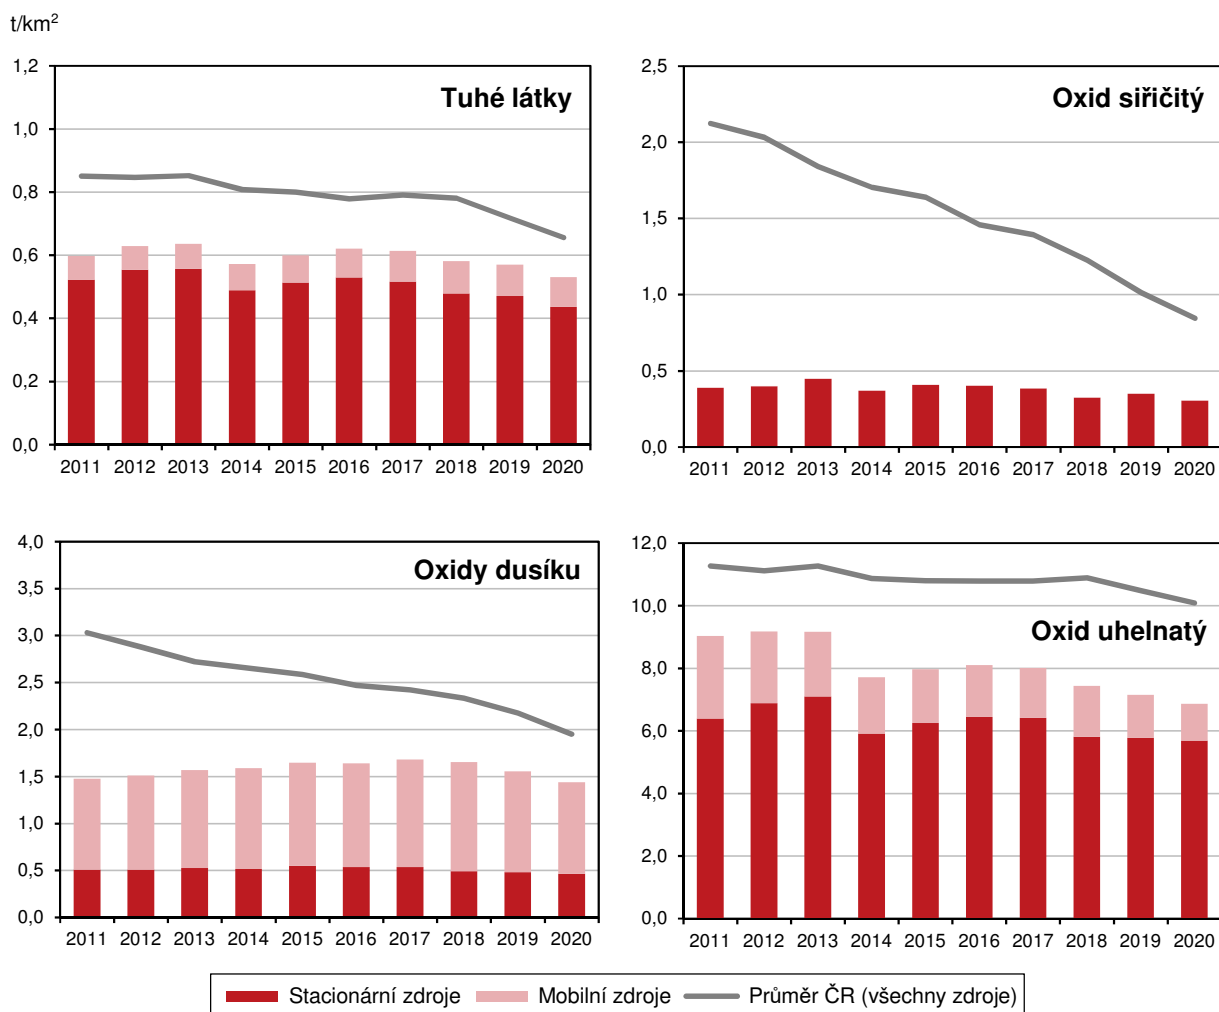 t/km²
Tuhé látky
1,2
1,0
0,8
0,6
0,4
0,2
0,0
2011 2012 2013 2014 2015 2016 2017 2018 2019 2020
Oxid siřičitý
2,5
2,0
1,5
1,0
0,5
0,0
2011 2012 2013 2014 2015 2016 2017 2018 2019 2020
Oxidy dusíku
4,0
3,5
3,0
2,5
2,0
1,5
1,0
0,5
0,0
2011 2012 2013 2014 2015 2016 2017 2018 2019 2020
Oxid uhelnatý
12,0
10,0
8,0
6,0
4,0
2,0
0,0
2011 2012 2013 2014 2015 2016 2017 2018 2019 2020
Stacionární zdroje Mobilní zdroje Průměr ČR (všechny zdroje)